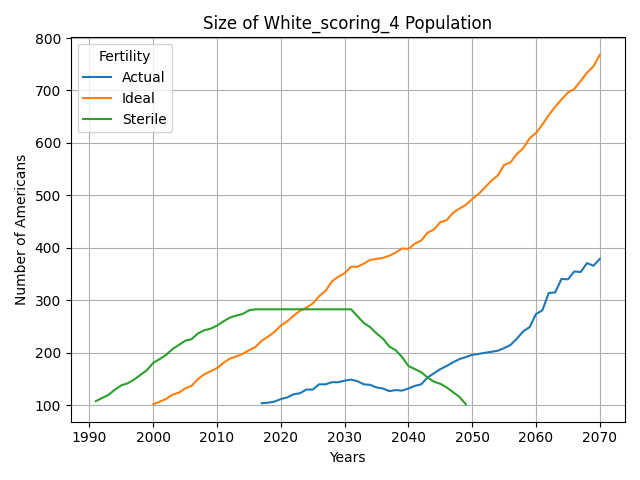 Size of White_scoring_4 Population
Fertility
Actual
Ideal
Sterile
Number of Americans
800
700
600
500
400
300
200
100
1990 2000 2010 2020 2030 2040 2050 2060 2070
Years